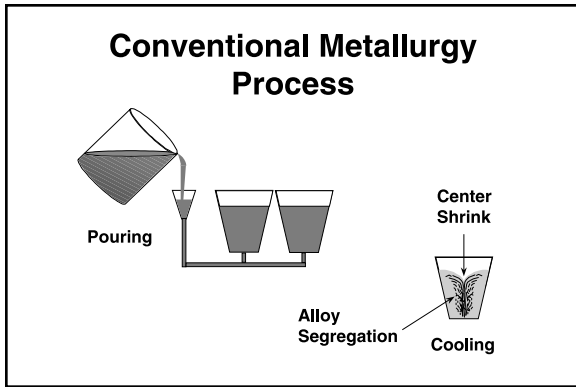 Conventional Metallurgy
Process
Pouring
Center
Shrink
Alloy
Segregation
Cooling